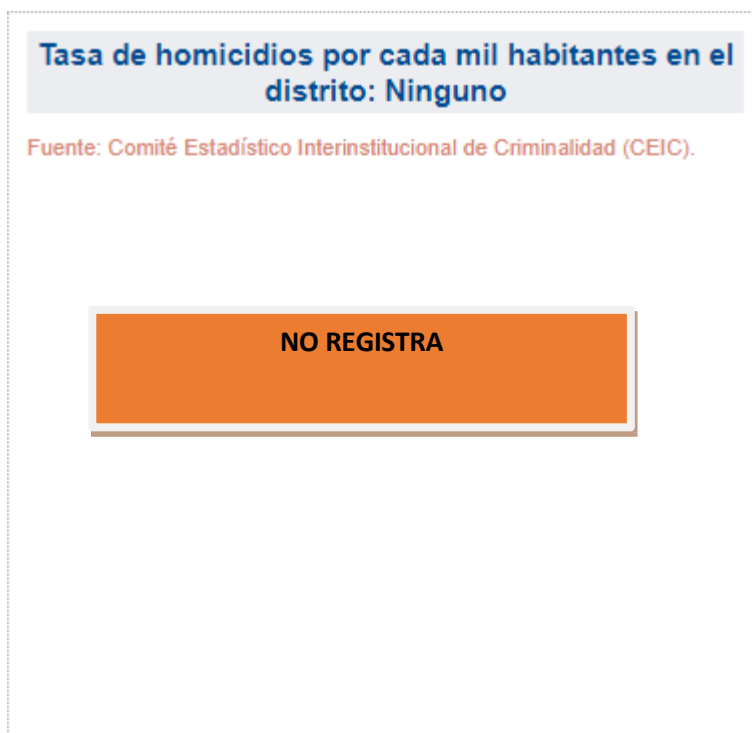 Tasa de homicidios por cada mil habitantes en el
distrito: Ninguno
Fuente: Comité Estadístico Interinstitucional de Criminalidad (CEIC).
NO REGISTRA